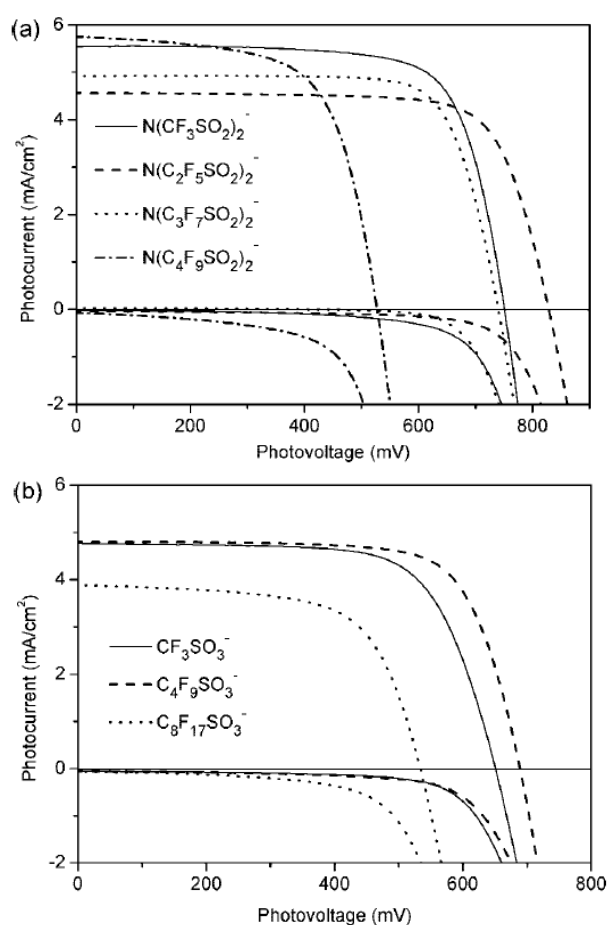 (a)
6
4
2
0
-2
Photocurrent (mA/cm²)
N(CF₃SO₂)₂⁻
N(C₂F₅SO₂)₂⁻
N(C₃F₇SO₂)₂⁻
N(C₄F₉SO₂)₂⁻
0 200 400 600 800
Photovoltage (mV)
(b)
6
4
2
0
-2
Photocurrent (mA/cm²)
CF₃SO₃⁻
C₄F₉SO₃⁻
C₈F₁₇SO₃⁻
0 200 400 600 800
Photovoltage (mV)